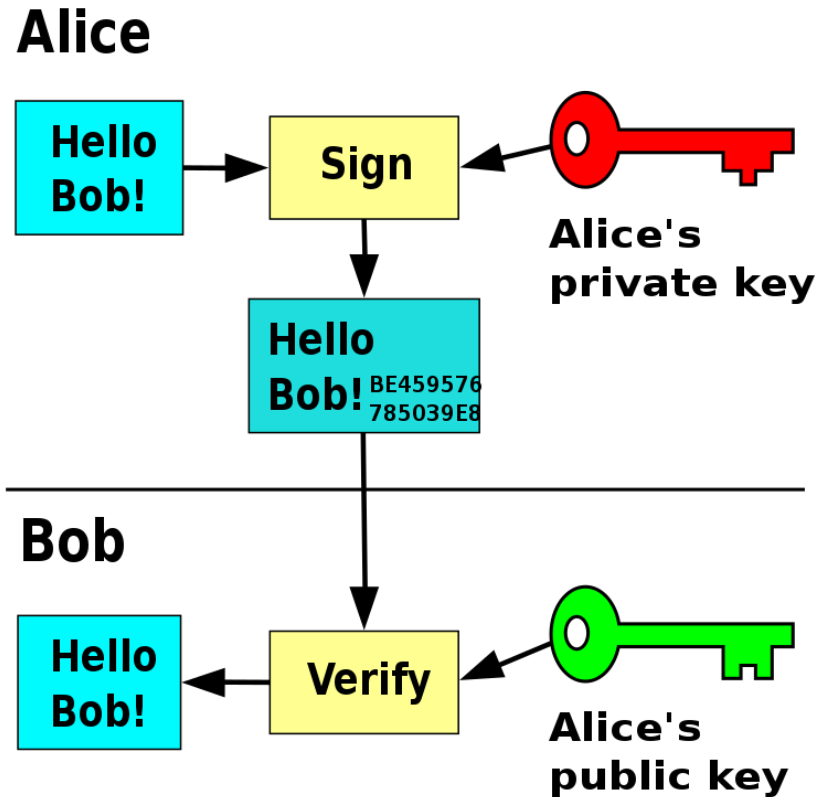 Alice
Hello
Bob!
Sign
Alice's
private key
Hello
Bob! BE459576
785039E8
Bob
Hello
Bob!
Verify
Alice's
public key